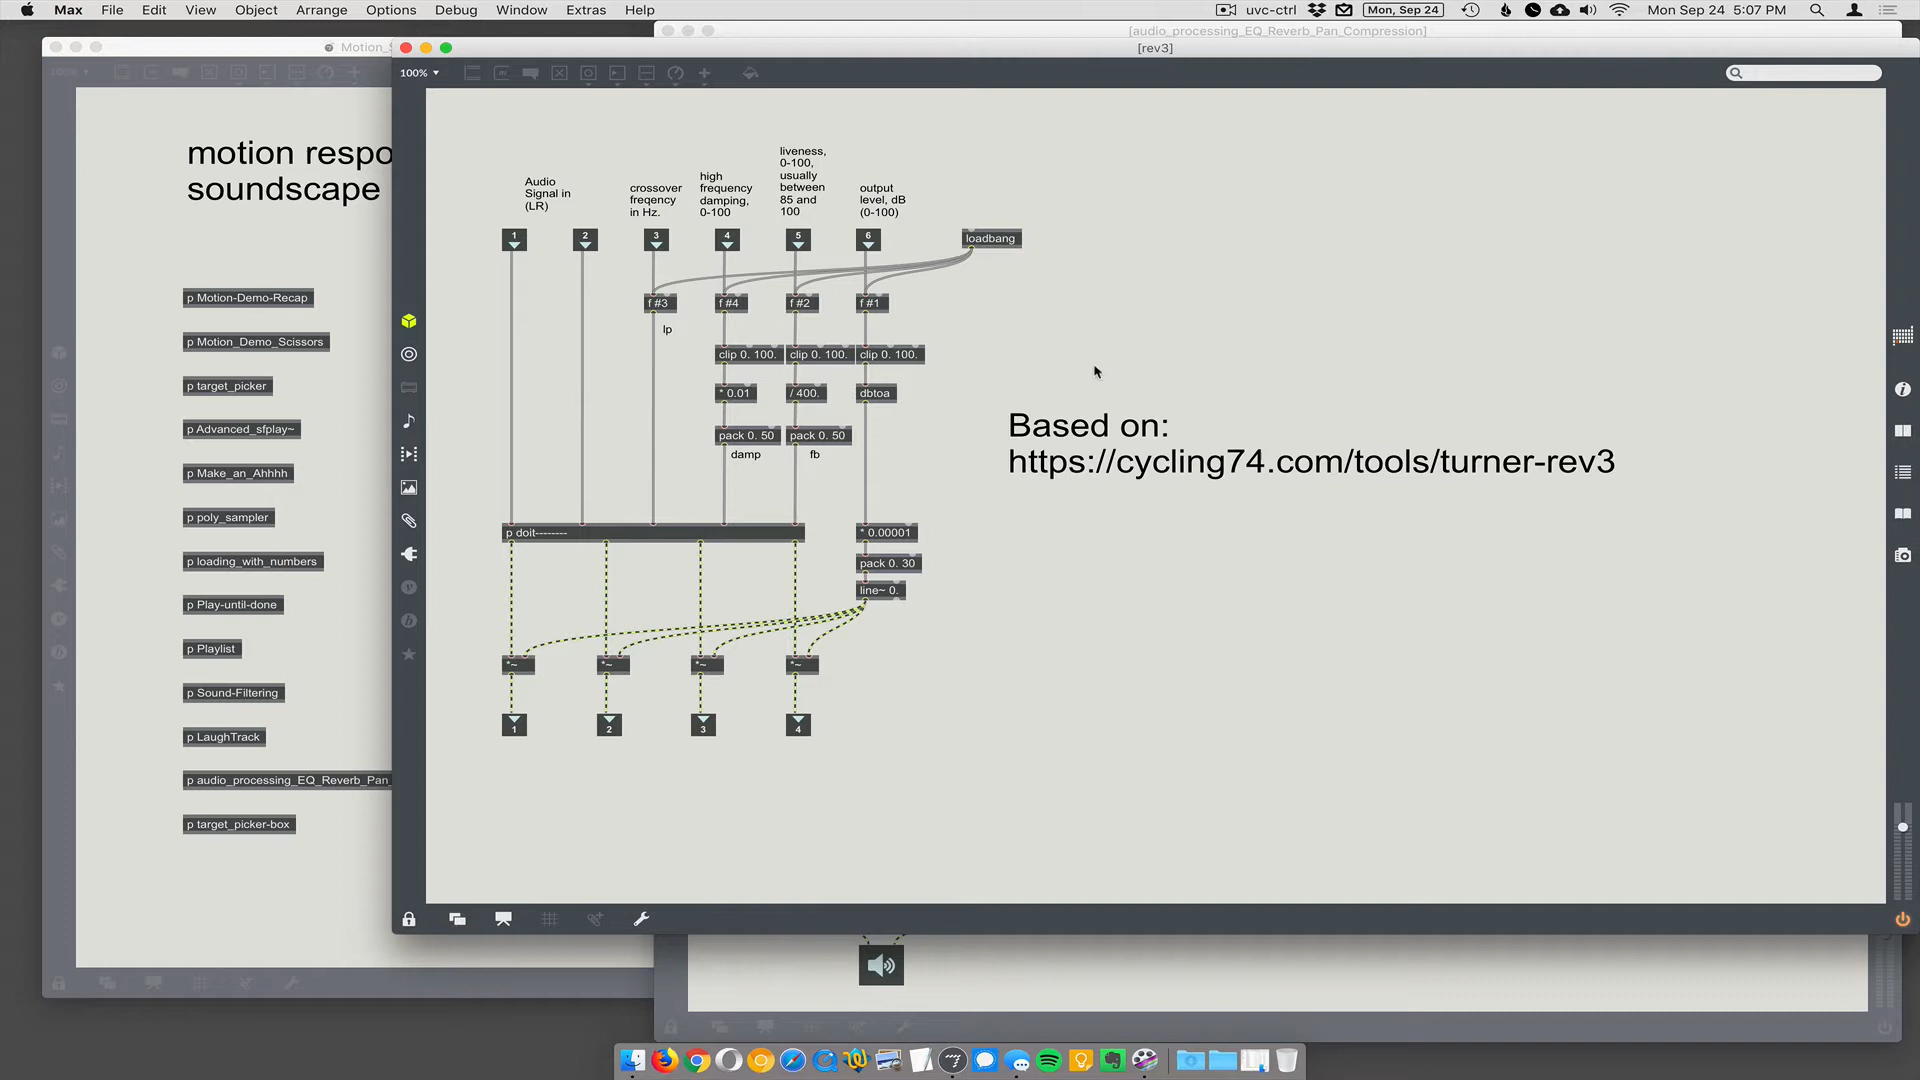 Max File Edit View Object Arrange Options Debug Window Extras Help
uvc-ctrl Mon, Sep 24 Mon Sep 24 5:07 PM
[audio_processing_EQ_Reverb_Pan_Compression]
Motion_S
[rev3]
100%
100%
motion respo
soundscape
p Motion-Demo-Recap
p Motion_Demo_Scissors
p target_picker
p Advanced_sfplay~
p Make_an_Ahhhh
p poly_sampler
p loading_with_numbers
p Play-until-done
p Playlist
p Sound-Filtering
p LaughTrack
p audio_processing_EQ_Reverb_Pan_
p target_picker-box
Audio
Signal in
(LR)
crossover
freqency
in Hz.
high
frequency
damping,
0-100
liveness,
0-100,
usually
between
85 and
100
output
level, dB
(0-100)
1 2 3 4 5 6
loadbang
f #3 f #4 f #2 f #1
lp
clip 0. 100. clip 0. 100. clip 0. 100.
* 0.01 / 400. dbtoa
pack 0. 50 pack 0. 50
damp fb
Based on:
https://cycling74.com/tools/turner-rev3
p doit-------- * 0.00001
pack 0. 30
line~ 0.
*~ *~ *~ *~
1 2 3 4